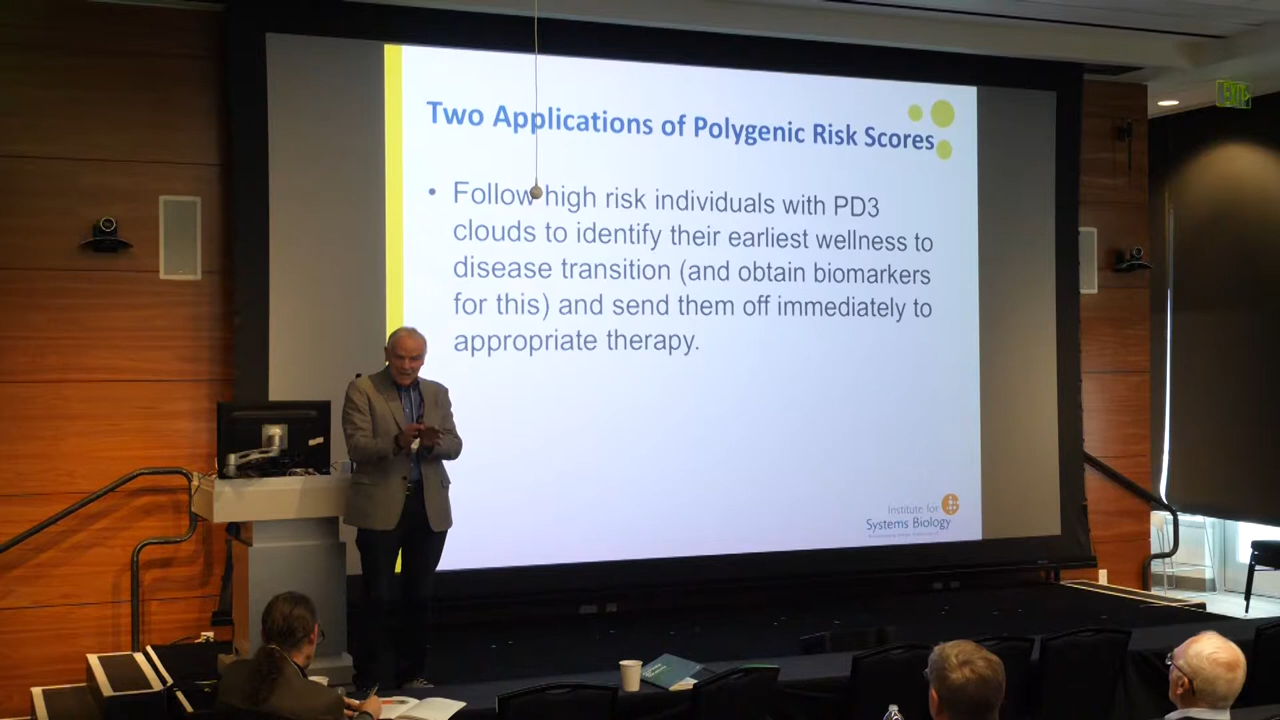 Two Applications of Polygenic Risk Scores
• Follow high risk individuals with PD3
clouds to identify their earliest wellness to
disease transition (and obtain biomarkers
for this) and send them off immediately to
appropriate therapy.
Institute for
Systems Biology
EXIT